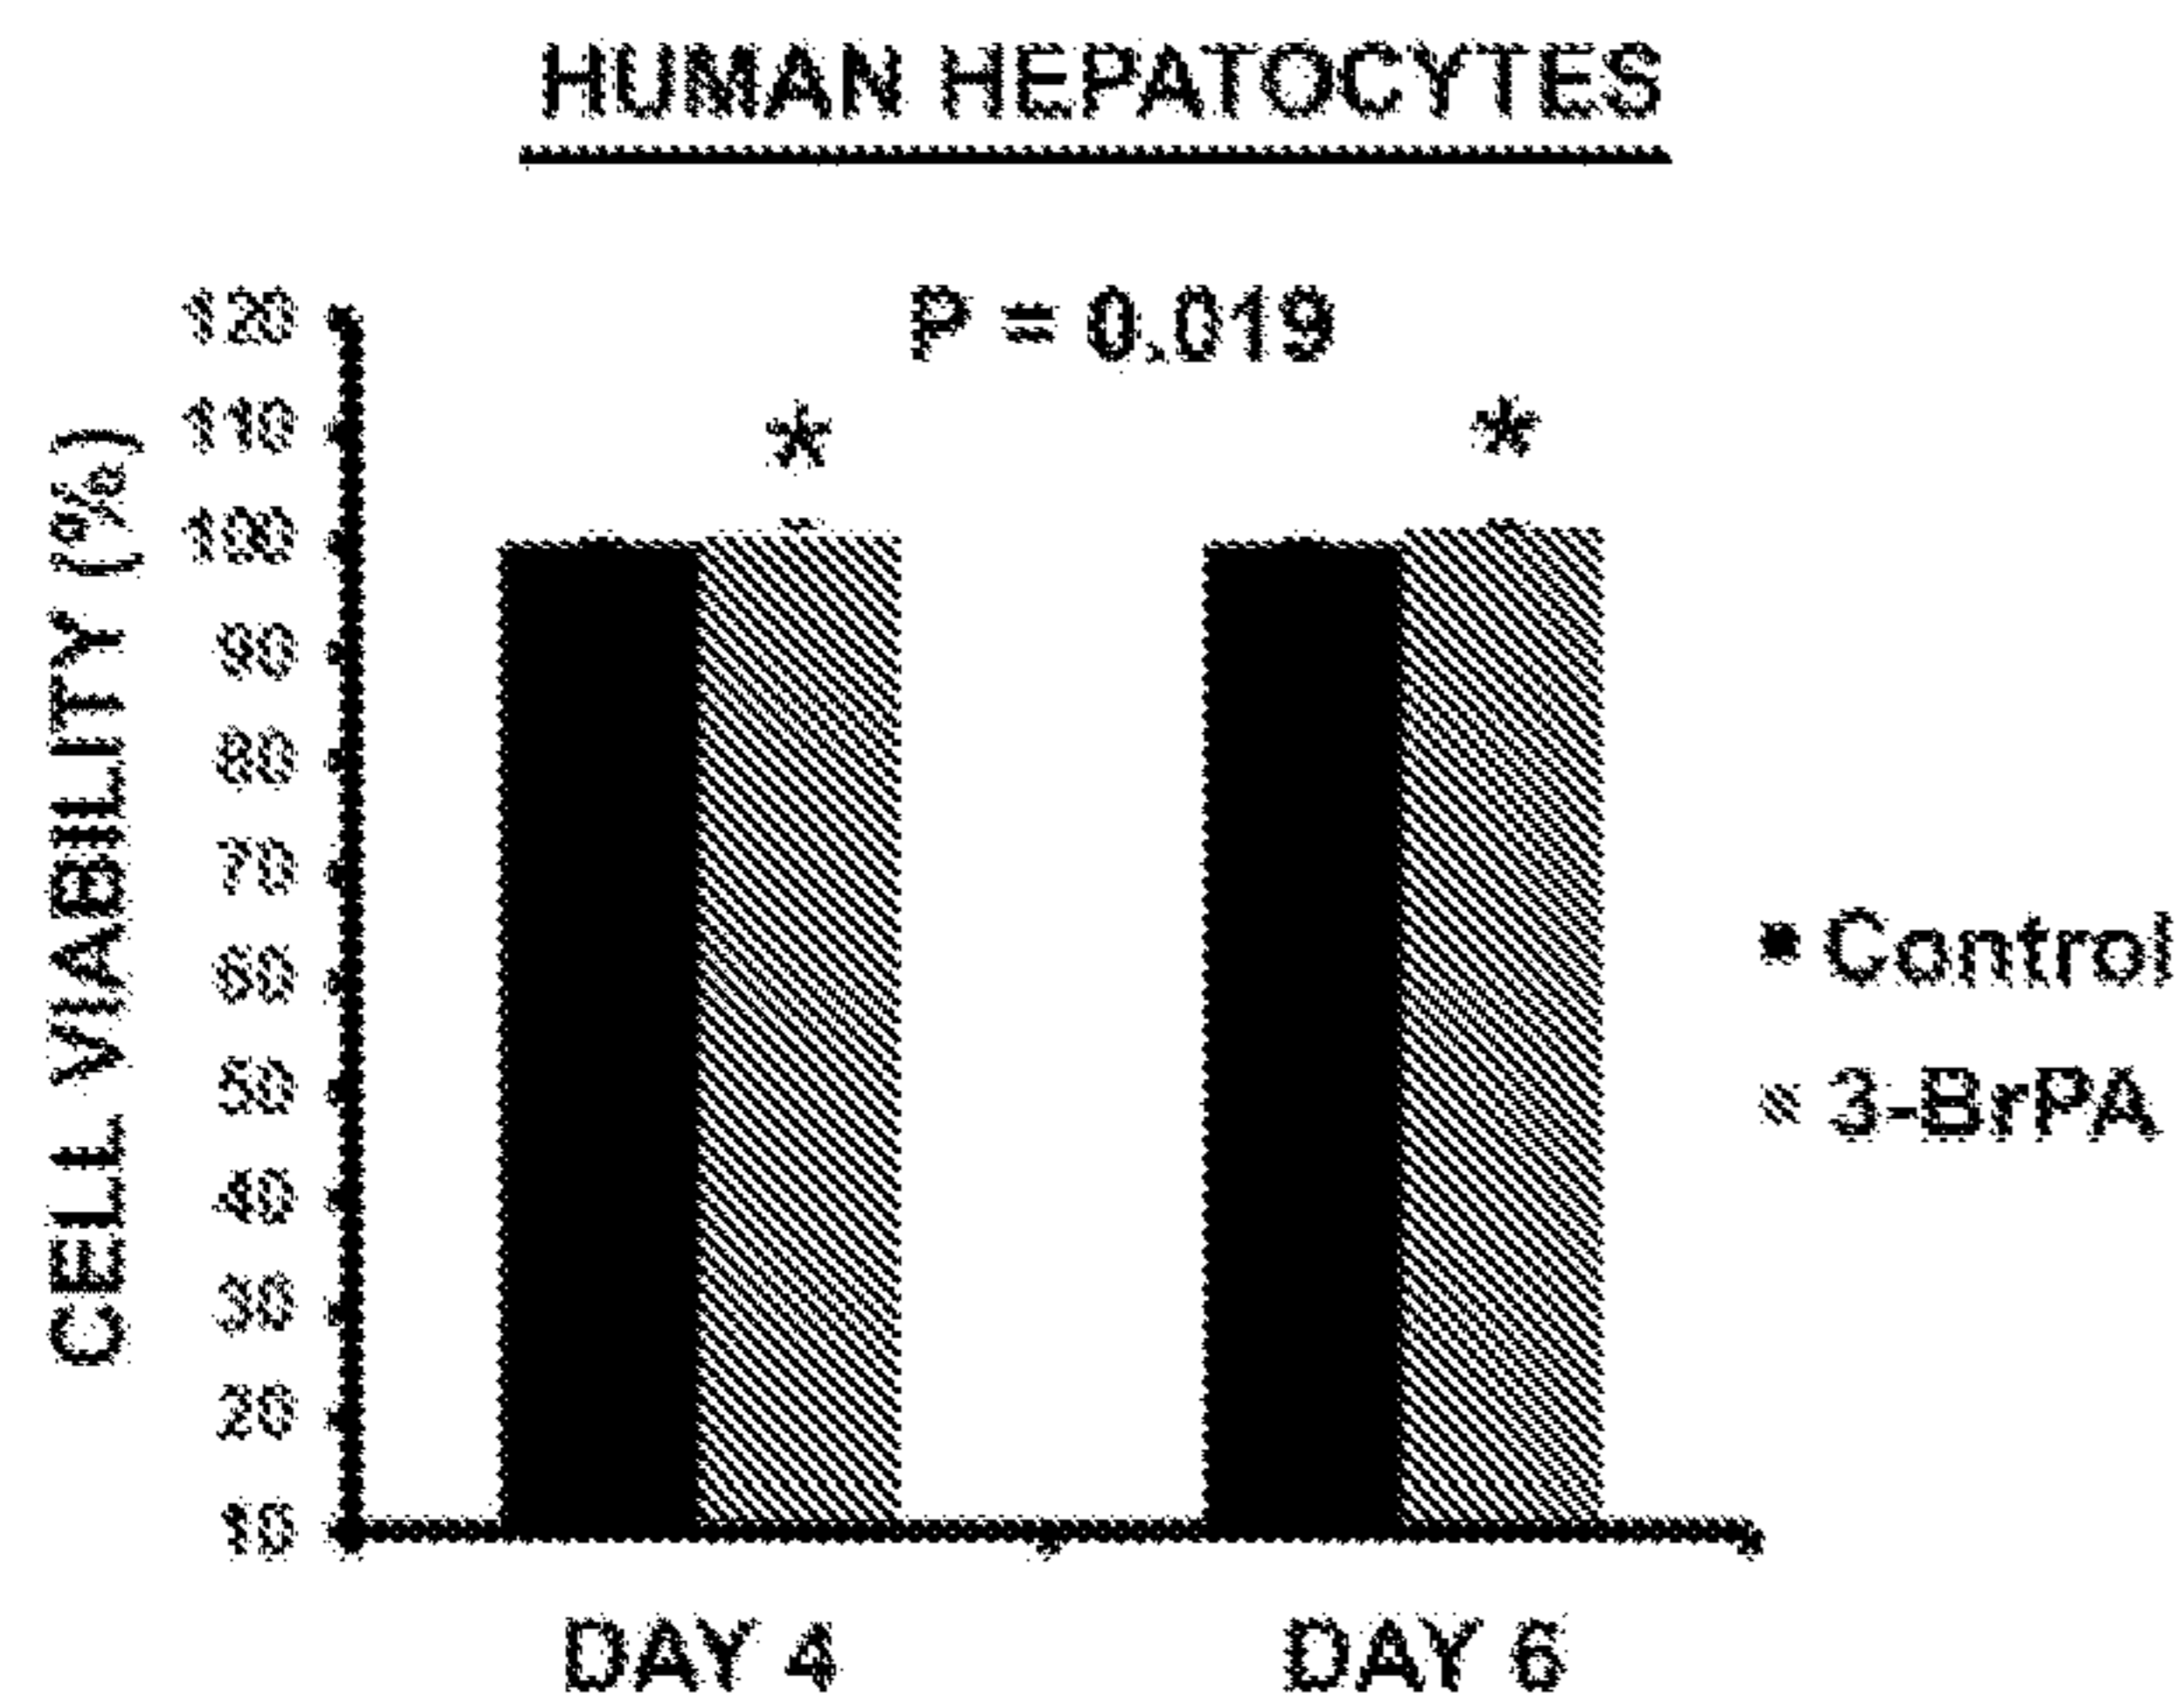 HUMAN HEPATOCYTES
P = 0.019
*
*
CELL VIABILITY (%)
120
110
100
90
80
70
60
50
40
30
20
10
Control
3-BrPA
DAY 4
DAY 6